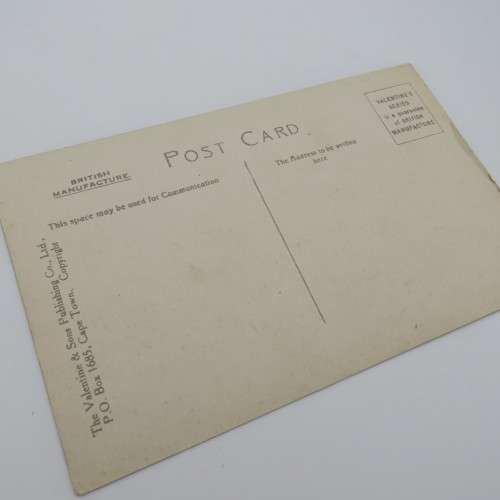 BRITISH
MANUFACTURE.
POST CARD.
VALENTINE'S
SERIES
is a guarantee
of BRITISH
MANUFACTURE
This space may be used for Communication
The Address to be written
here
The Valentine & Sons Publishing Co., Ltd.,
P.O. Box 1685, Cape Town. Copyright